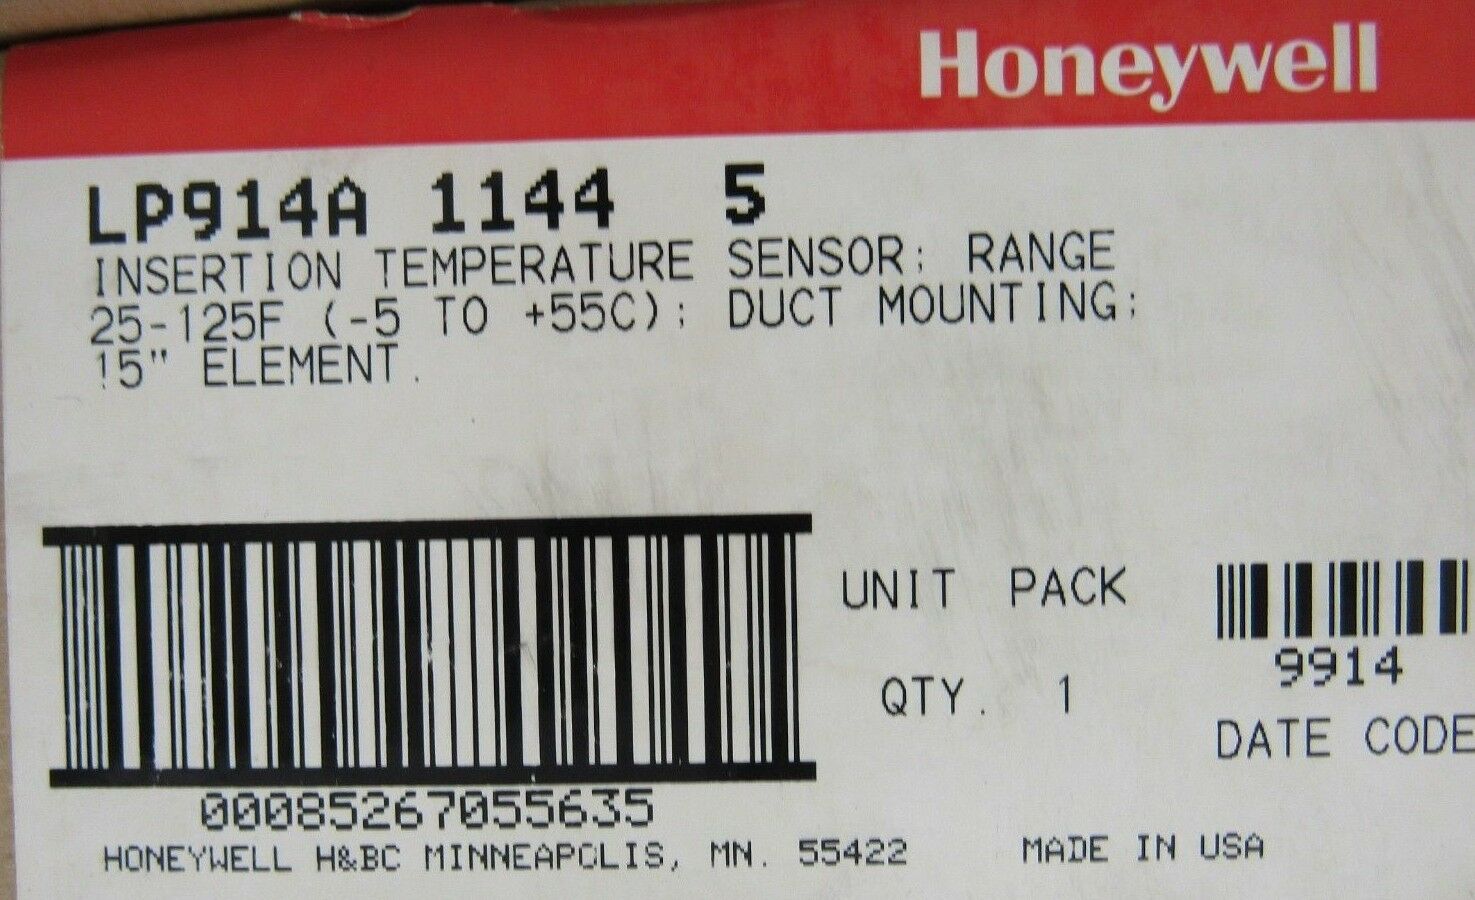 Honeywell
LP914A 1144 5
INSERTION TEMPERATURE SENSOR: RANGE
25-125F (-5 TO +55C); DUCT MOUNTING;
15" ELEMENT.
UNIT PACK
9914
QTY. 1
DATE CODE
00085267055635
HONEYWELL H&BC MINNEAPOLIS, MN. 55422 MADE IN USA